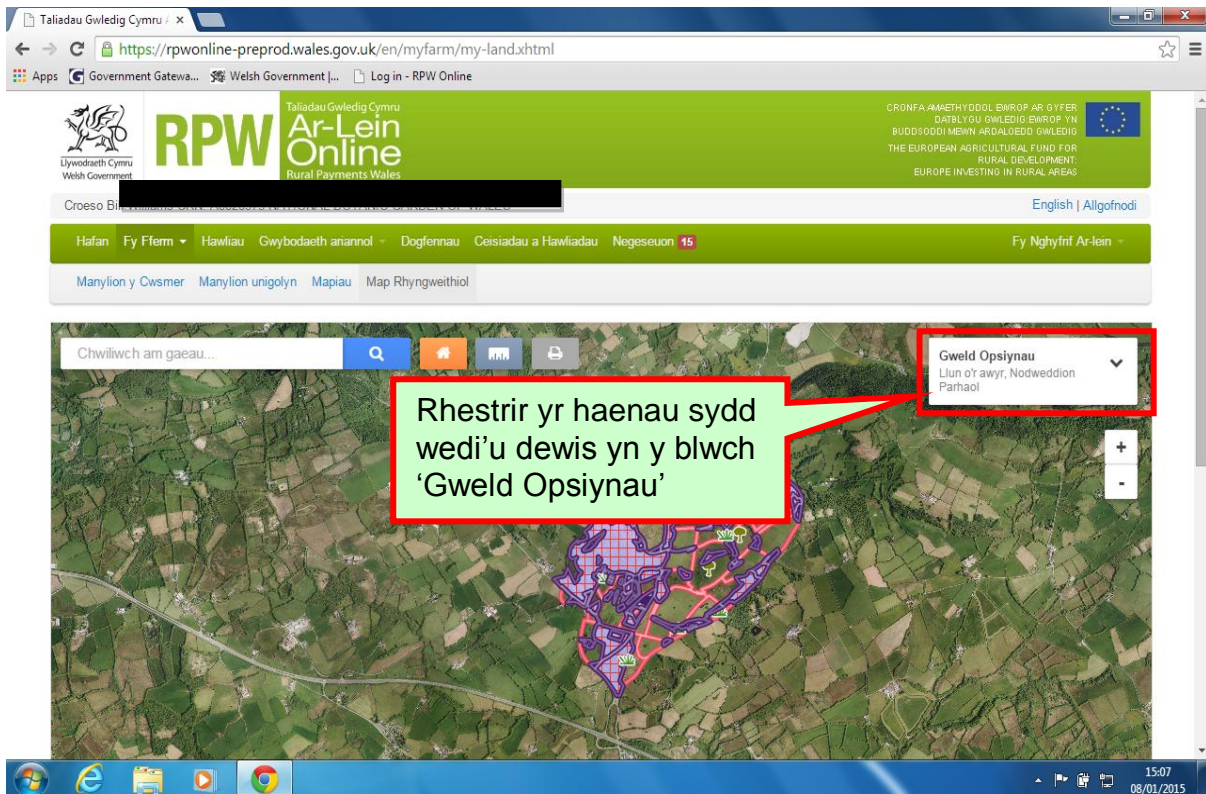 Taliadau Gwledig Cymru /
https://rpwonline-preprod.wales.gov.uk/en/myfarm/my-land.xhtml
Apps Government Gatewa... Welsh Government |... Log in - RPW Online
Llywodraeth Cymru
Welsh Government
RPW
Taliadau Gwledig Cymru
Ar-Lein
Online
Rural Payments Wales
CRONFA AMAETHYDDOL EWROP AR GYFER
DATBLYGU GWLEDIG:EWROP YN
BUDDSODDI MEWN ARDALOEDD GWLEDIG
THE EUROPEAN AGRICULTURAL FUND FOR
RURAL DEVELOPMENT:
EUROPE INVESTING IN RURAL AREAS
Croeso
English | Allgofnodi
Hafan Fy Fferm Hawliau Gwybodaeth ariannol Dogfennau Ceisiadau a Hawliadau Negeseuon 15 Fy Nghyfrif Ar-lein
Manylion y Cwsmer Manylion unigolyn Mapiau Map Rhyngweithiol
Chwiliwch am gaeau...
Gweld Opsiynau
Llun o'r awyr, Nodweddion
Parhaol
Rhestrir yr haenau sydd
wedi'u dewis yn y blwch
‘Gweld Opsiynau’
+
-
15:07
08/01/2015